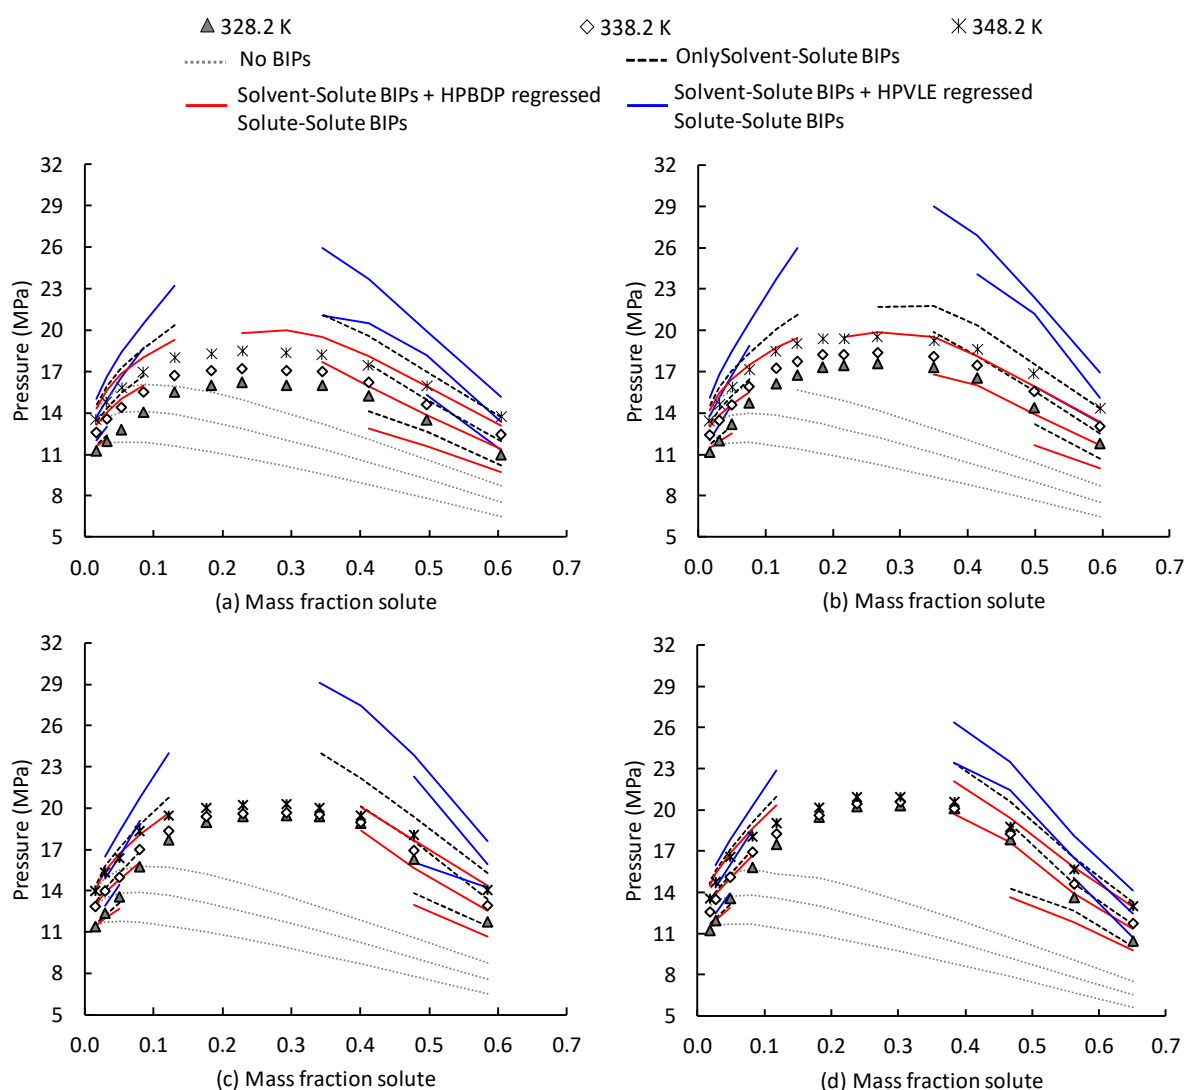 328.2 K
338.2 K
348.2 K
No BIPs
OnlySolvent-Solute BIPs
Solvent-Solute BIPs + HPBDP regressed
Solute-Solute BIPs
Solvent-Solute BIPs + HPVLE regressed
Solute-Solute BIPs
32
29
26
23
20
17
14
11
8
5
Pressure (MPa)
0.0 0.1 0.2 0.3 0.4 0.5 0.6 0.7
(a) Mass fraction solute
32
29
26
23
20
17
14
11
8
5
Pressure (MPa)
0.0 0.1 0.2 0.3 0.4 0.5 0.6 0.7
(b) Mass fraction solute
32
29
26
23
20
17
14
11
8
5
Pressure (MPa)
0.0 0.1 0.2 0.3 0.4 0.5 0.6 0.7
(c) Mass fraction solute
32
29
26
23
20
17
14
11
8
5
Pressure (MPa)
0.0 0.1 0.2 0.3 0.4 0.5 0.6 0.7
(d) Mass fraction solute